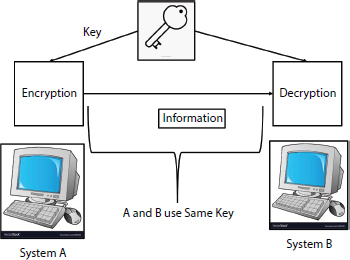 Key
Encryption
Decryption
Information
A and B use Same Key
System A
System B